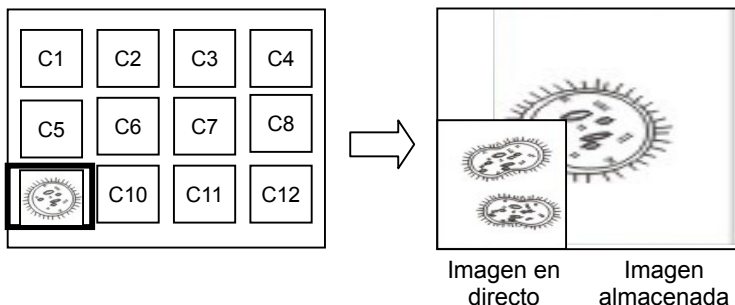 C1 C2 C3 C4
C5 C6 C7 C8
C10 C11 C12
Imagen en
directo
Imagen
almacenada